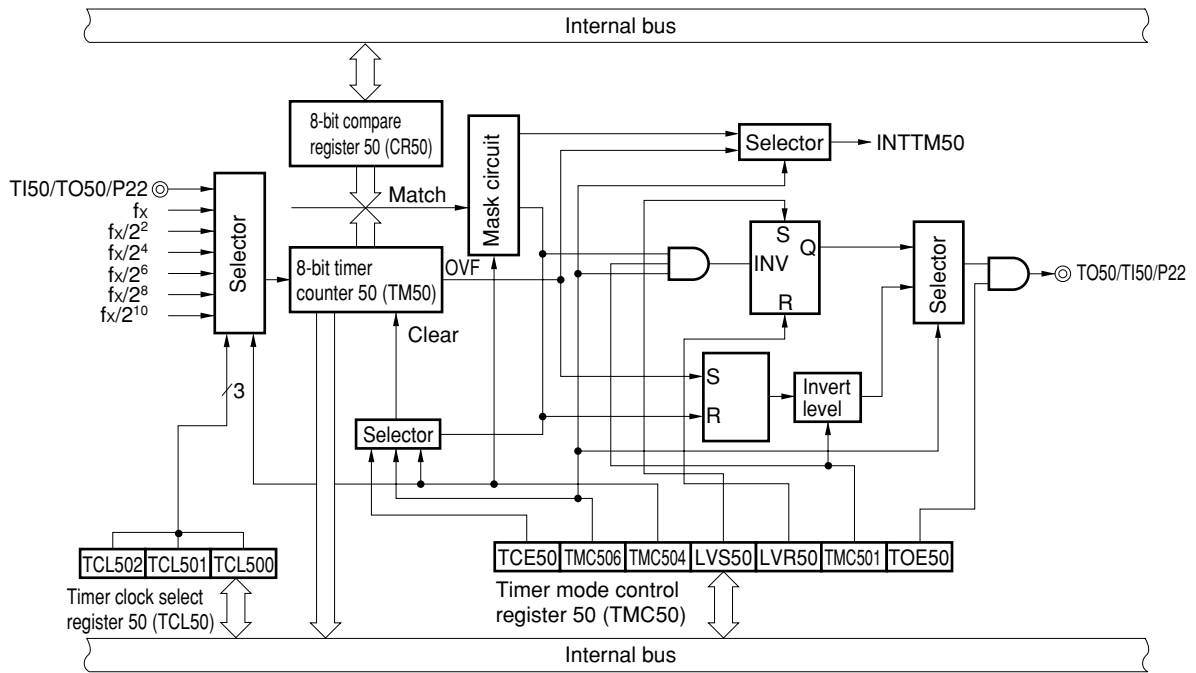 Internal bus
8-bit compare
register 50 (CR50)
Mask circuit
Selector
INTTM50
TI50/TO50/P22
fX
fX/2²
fX/2⁴
fX/2⁶
fX/2⁸
fX/2¹⁰
Selector
Match
8-bit timer
counter 50 (TM50)
OVF
Clear
S
Q
INV
R
Selector
TO50/TI50/P22
3
Selector
S
R
Invert
level
TCL502 TCL501 TCL500
Timer clock select
register 50 (TCL50)
TCE50 TMC506 TMC504 LVS50 LVR50 TMC501 TOE50
Timer mode control
register 50 (TMC50)
Internal bus